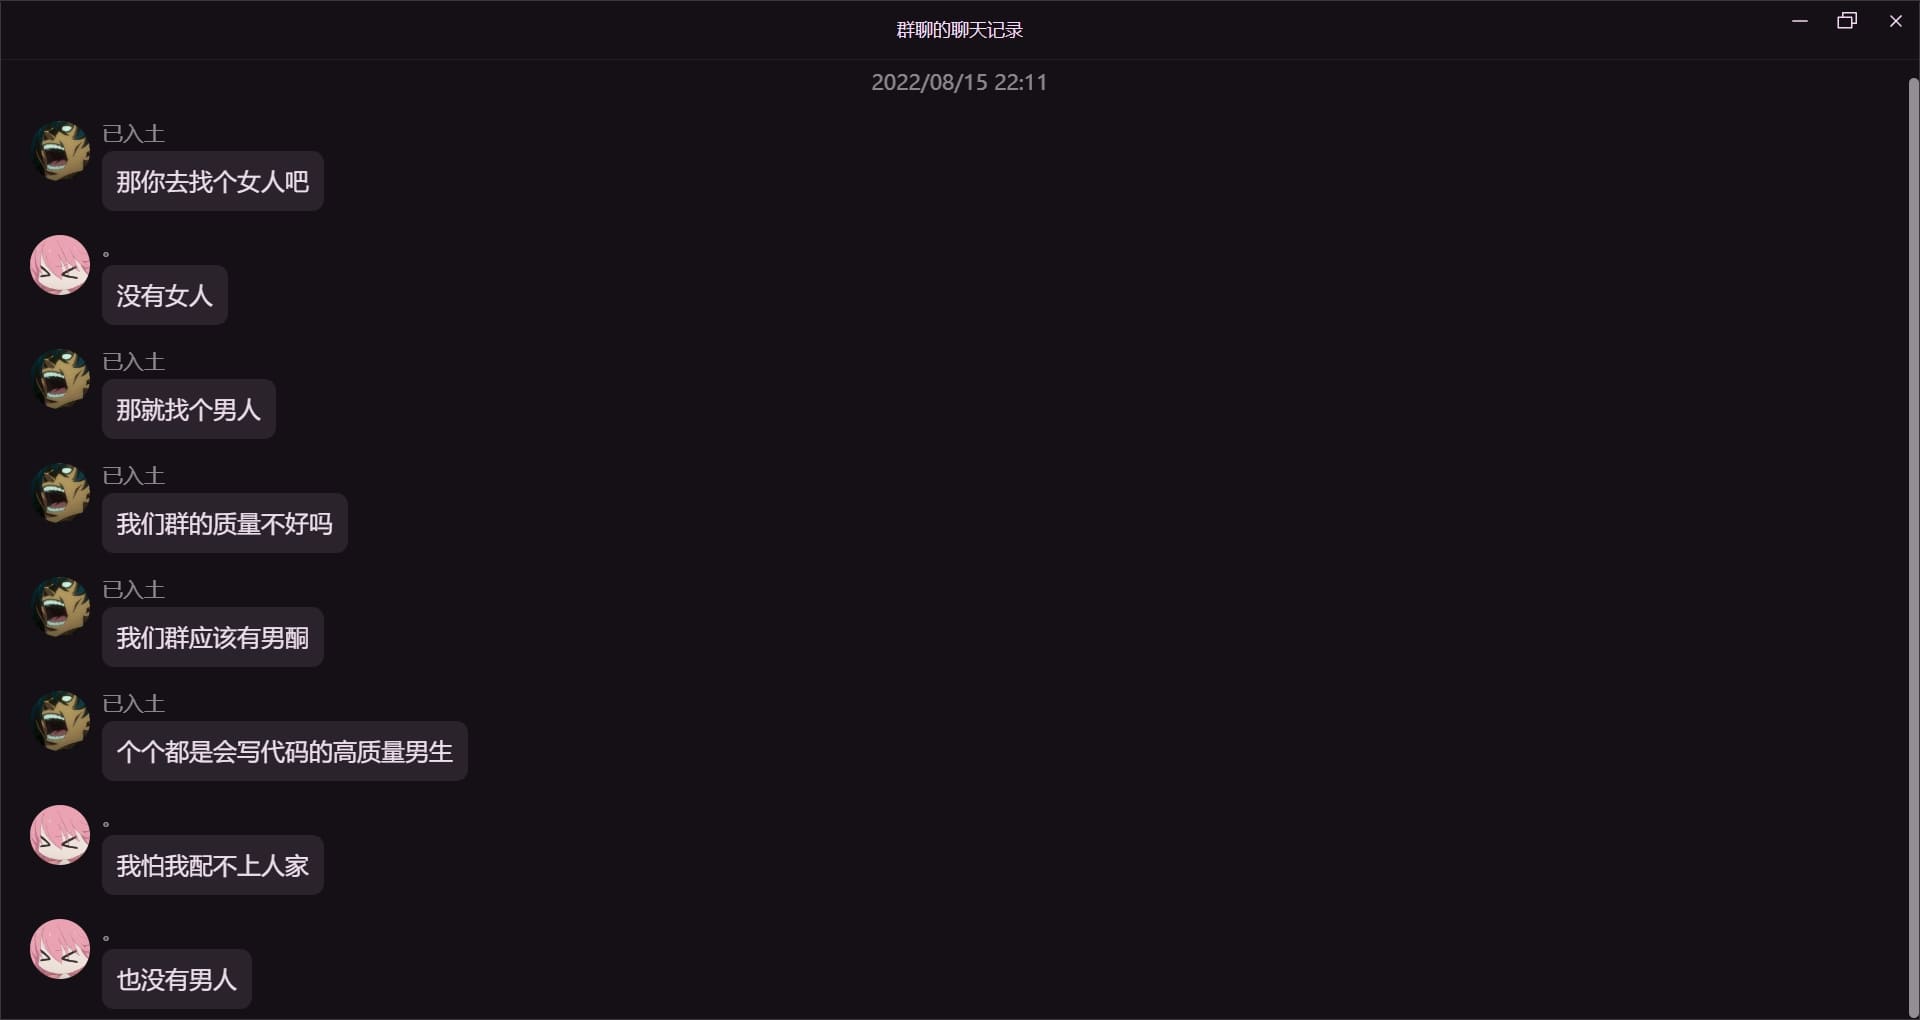 群聊的聊天记录
2022/08/15 22:11
已入土
那你去找个女人吧
。
没有女人
已入土
那就找个男人
已入土
我们群的质量不好吗
已入土
我们群应该有男酮
已入土
个个都是会写代码的高质量男生
。
我怕我配不上人家
。
也没有男人